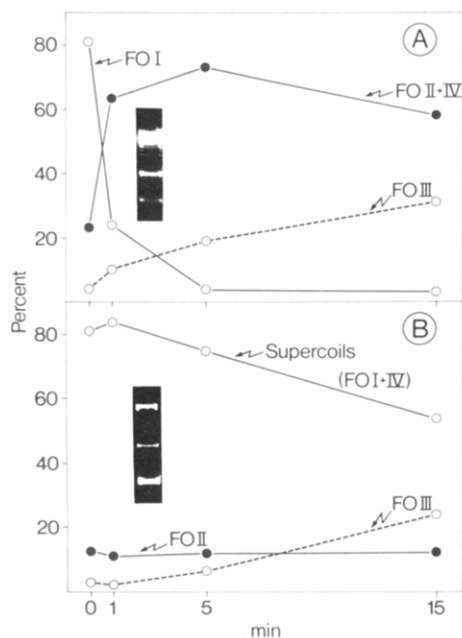 A
80
FO I
FO II+IV
60
40
FO III
20
Percent
B
80
Supercoils
(FO I+IV)
60
40
FO III
20
FO II
0 1 5 15
min